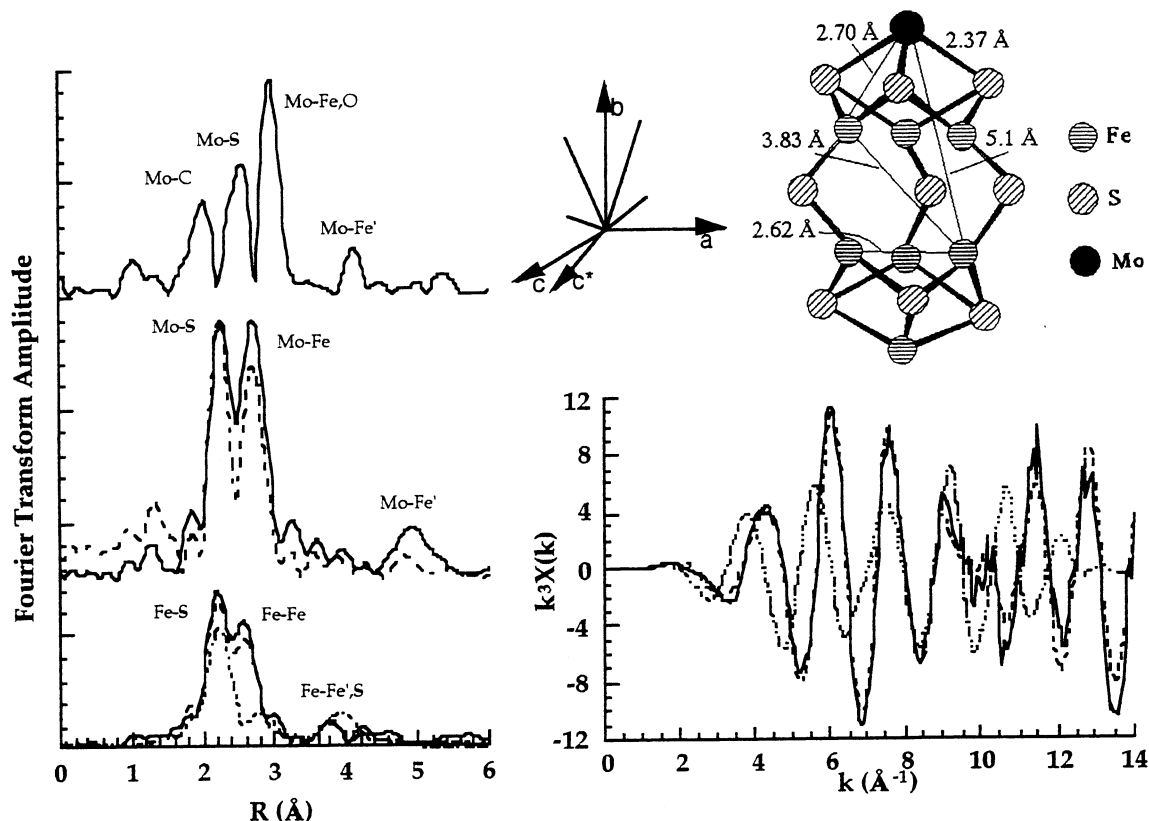 Mo-Fe,O
Mo-S
Mo-C
Mo-Fe'
Mo-S
Mo-Fe
Mo-Fe'
Fe-S
Fe-Fe
Fe-Fe',S
Fourier Transform Amplitude
0 1 2 3 4 5 6
R (Å)
b
a
c
c*
2.70 Å
2.37 Å
3.83 Å
5.1 Å
2.62 Å
Fe
S
Mo
12
8
4
0
-4
-8
-12
k3X(k)
0 2 4 6 8 10 12 14
k (Å-1)